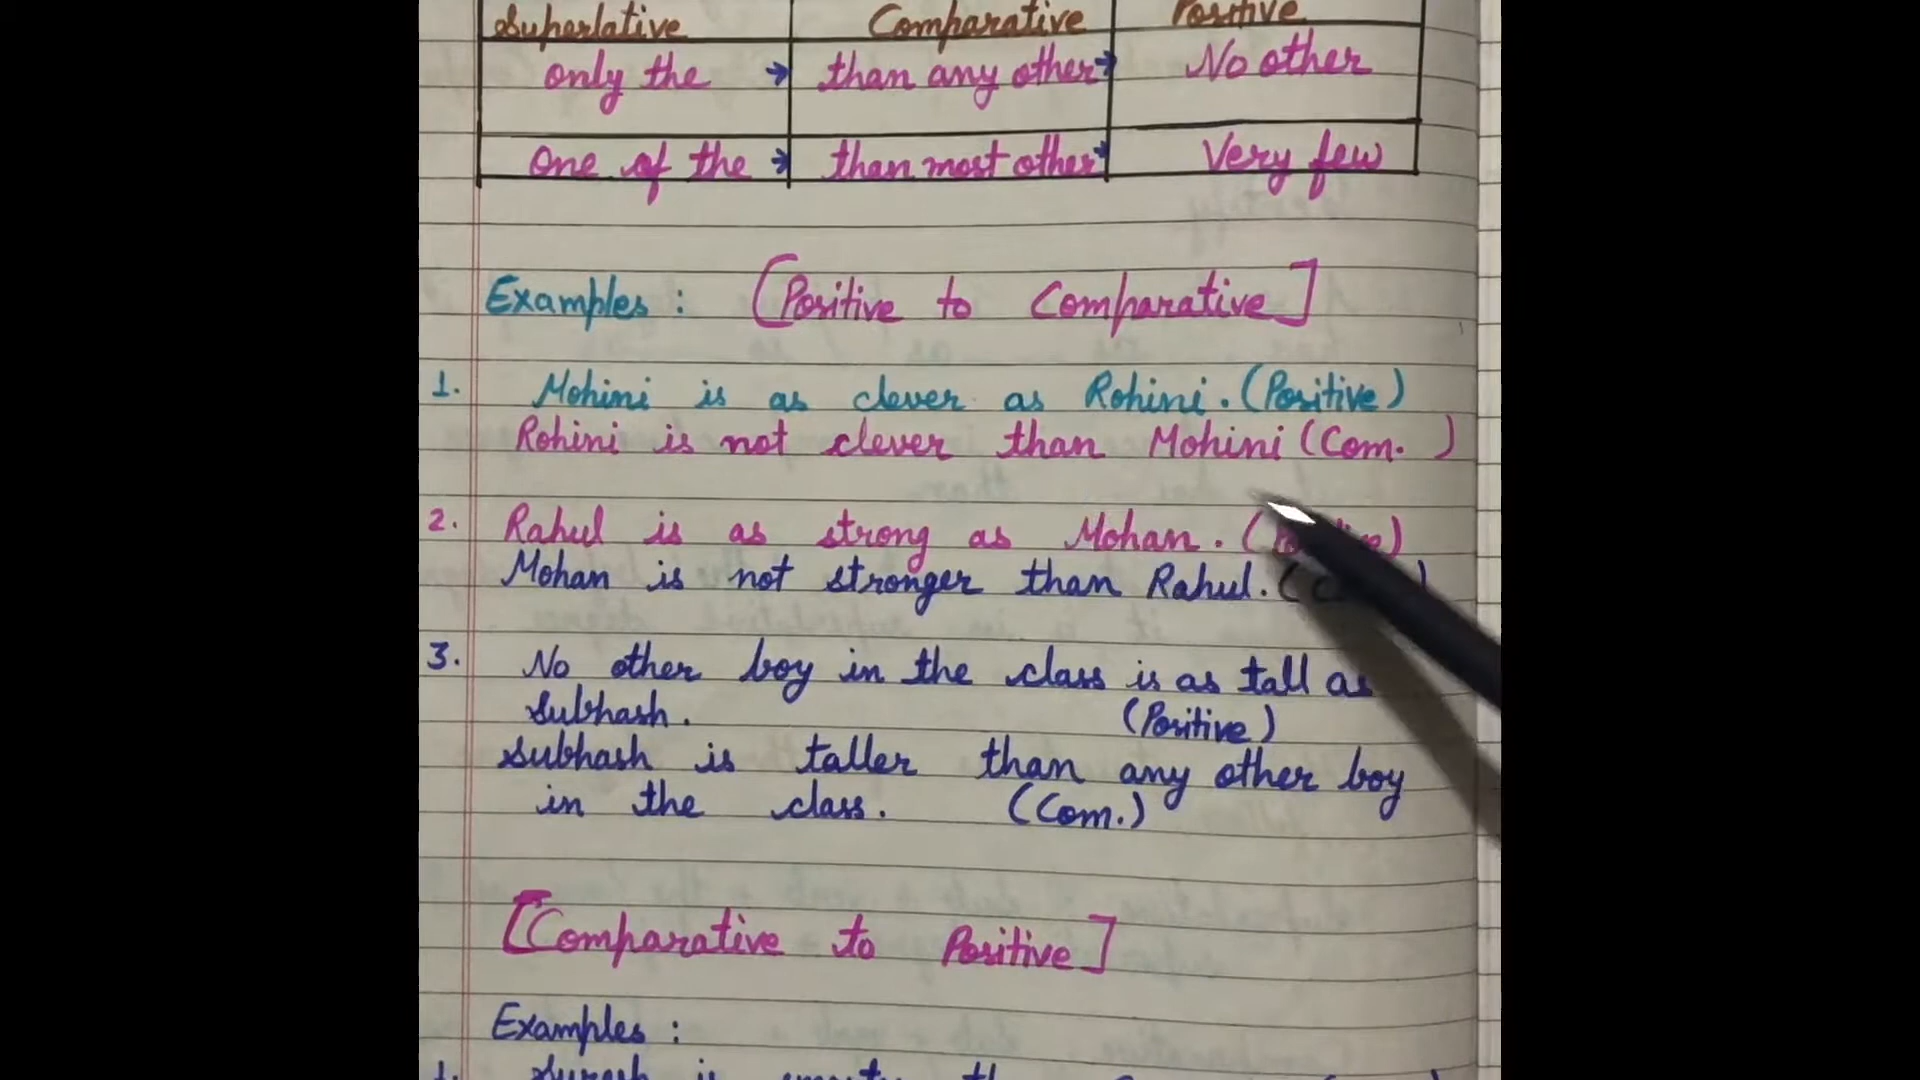 Superlative Comparative Positive
only the → than any other → No other
One of the → than most other → Very few
Examples : [Positive to Comparative]
1. Mohini is as clever as Rohini. (Positive)
Rohini is not clever than Mohini (Com. )
2. Rahul is as strong as Mohan. (
Mohan is not stronger than Rahul. (
3. No other boy in the class is as tall as
Subhash. (Positive)
Subhash is taller than any other boy
in the class. (Com.)
[Comparative to Positive]
Examples :
1. Suresh is